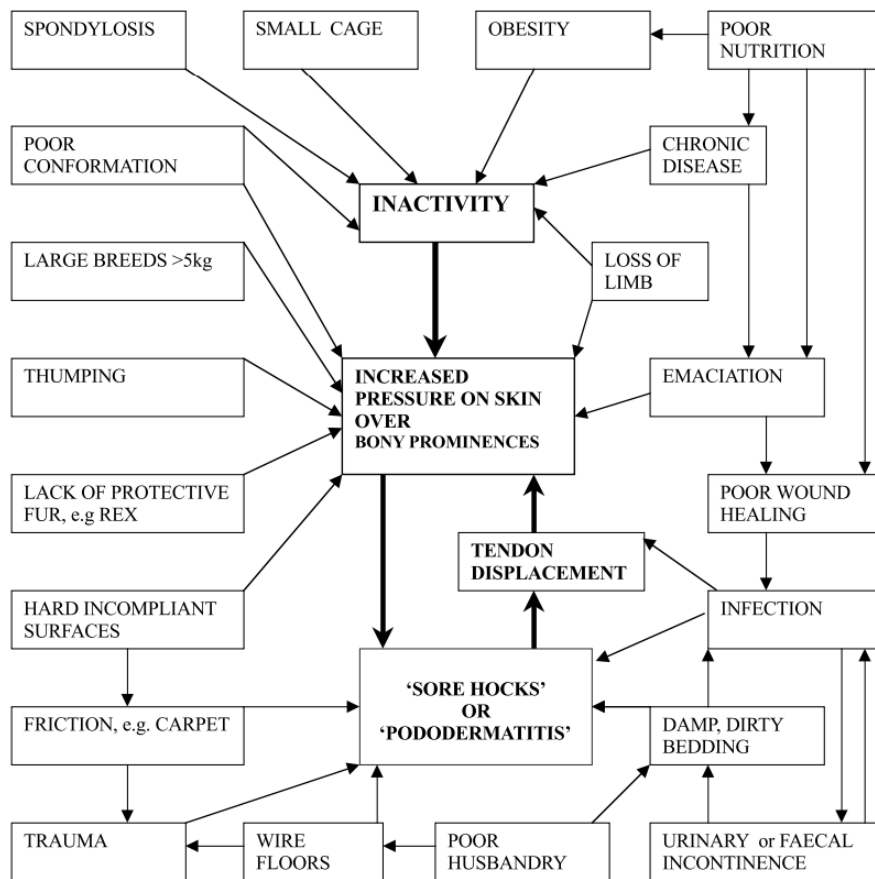 SPONDYLOSIS
SMALL CAGE
OBESITY
POOR
NUTRITION
POOR
CONFORMATION
CHRONIC
DISEASE
INACTIVITY
LARGE BREEDS >5kg
LOSS OF
LIMB
THUMPING
INCREASED
PRESSURE ON SKIN
OVER
BONY PROMINENCES
EMACIATION
LACK OF PROTECTIVE
FUR, e.g REX
POOR WOUND
HEALING
TENDON
DISPLACEMENT
HARD INCOMPLIANT
SURFACES
INFECTION
‘SORE HOCKS’
OR
‘PODODERMATITIS’
FRICTION, e.g. CARPET
DAMP, DIRTY
BEDDING
TRAUMA
WIRE
FLOORS
POOR
HUSBANDRY
URINARY or FAECAL
INCONTINENCE